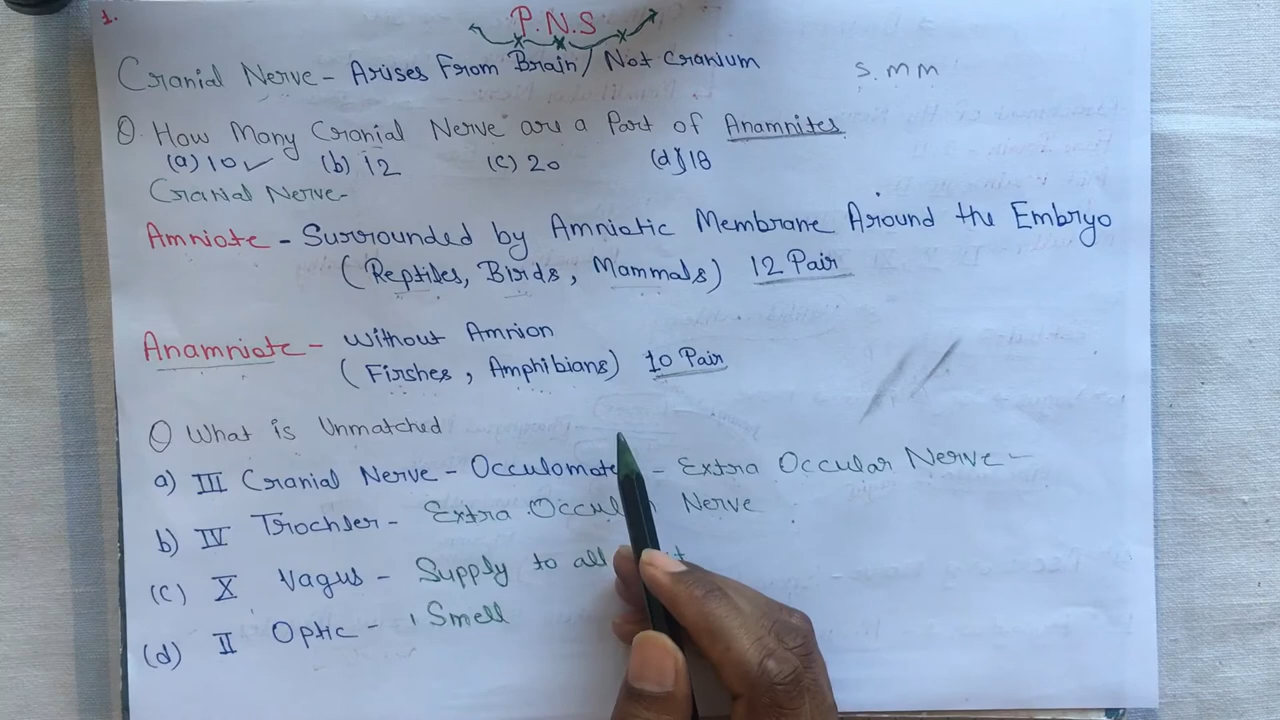 1.
P.N.S
Cranial Nerve - Arises From Brain/Not Cranium
S.MM
Q. How Many Cranial Nerve are a Part of Anamnites
(a) 10 ✓ (b) 12 (c) 20 (d) 18
Cranial Nerve-
Amniote - Surrounded by Amniatic Membrane Around the Embryo
(Reptiles, Birds, Mammals) 12 Pair
Anamniote - Without Amnion
(Firshes, Amphibians) 10 Pair
Q What is Unmatched
a) III Cranial Nerve - Occulomate - Extra Occular Nerve -
b) IV Trochler - Extra Nerve
(c) X Vagus - Supply to all
(d) II Optic - Smell